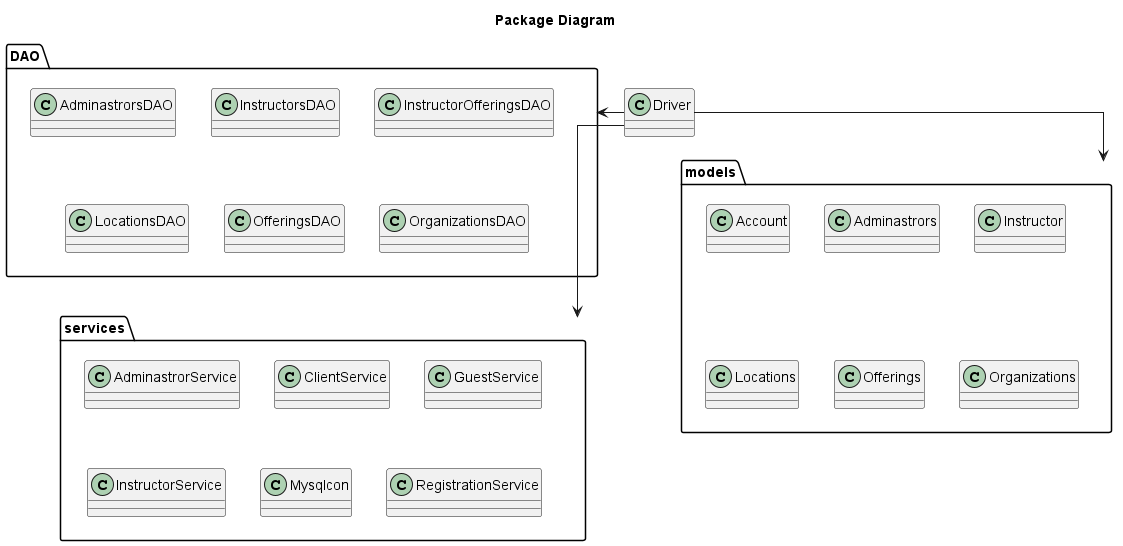 Package Diagram
DAO
C AdminastrorsDAO
C InstructorsDAO
C InstructorOfferingsDAO
C Driver
models
C LocationsDAO
C OfferingsDAO
C OrganizationsDAO
C Account
C Adminastrors
C Instructor
services
C AdminastrorService
C ClientService
C GuestService
C Locations
C Offerings
C Organizations
C InstructorService
C Mysqlcon
C RegistrationService